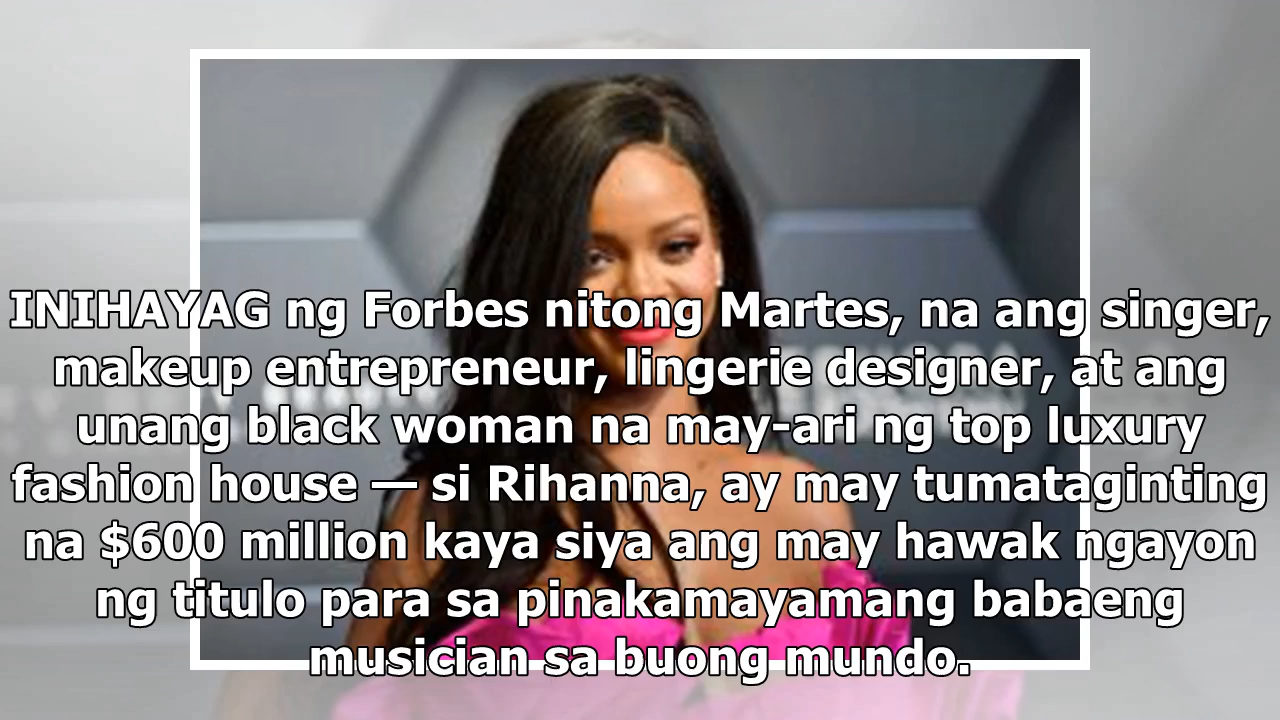 INIHAYAG ng Forbes nitong Martes, na ang singer,
makeup entrepreneur, lingerie designer, at ang
unang black woman na may-ari ng top luxury
fashion house — si Rihanna, ay may tumataginting
na $600 million kaya siya ang may hawak ngayon
ng titulo para sa pinakamayamang babaeng
musician sa buong mundo.